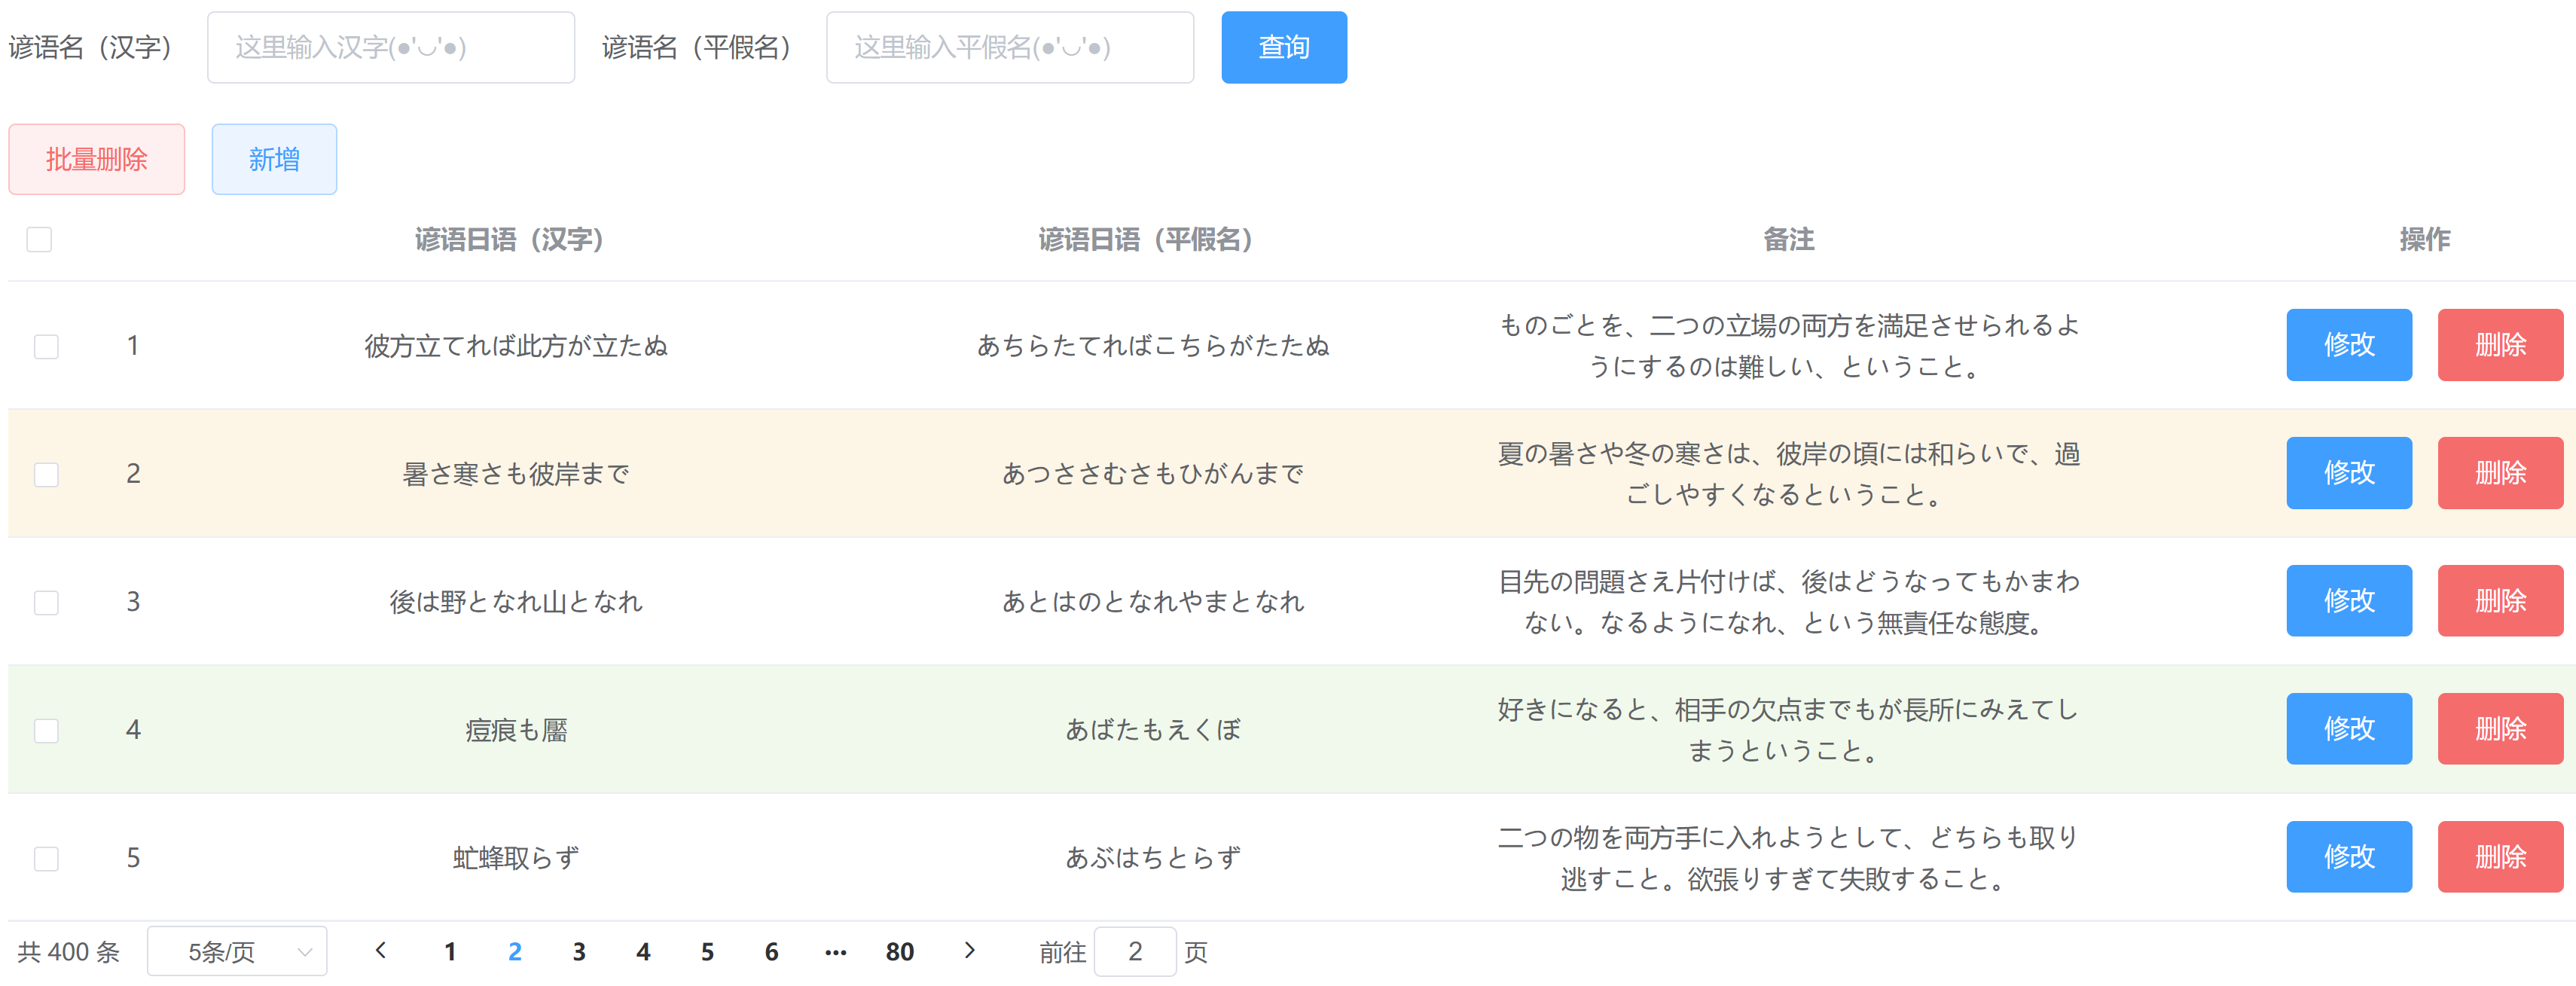 谚语名（汉字） 这里输入汉字(●'◡'●) 谚语名（平假名） 这里输入平假名(●'◡'●) 查询
批量删除 新增
谚语日语（汉字） 谚语日语（平假名） 备注 操作
1 彼方立てれば此方が立たぬ あちらたてればこちらがたたぬ ものごとを、二つの立場の両方を満足させられるよ 修改 删除
うにするのは難しい、ということ。
2 暑さ寒さも彼岸まで あつささむさもひがんまで 夏の暑さや冬の寒さは、彼岸の頃には和らいで、過 修改 删除
ごしやすくなるということ。
3 後は野となれ山となれ あとはのとなれやまとなれ 目先の問題さえ片付けば、後はどうなってもかまわ 修改 删除
ない。なるようになれ、という無責任な態度。
4 痘痕も靨 あばたもえくぼ 好きになると、相手の欠点までもが長所にみえてし 修改 删除
まうということ。
5 虻蜂取らず あぶはちとらず 二つの物を両方手に入れようとして、どちらも取り 修改 删除
逃すこと。欲張りすぎて失敗すること。
共 400 条 5条/页 1 2 3 4 5 6 ••• 80 前往 2 页